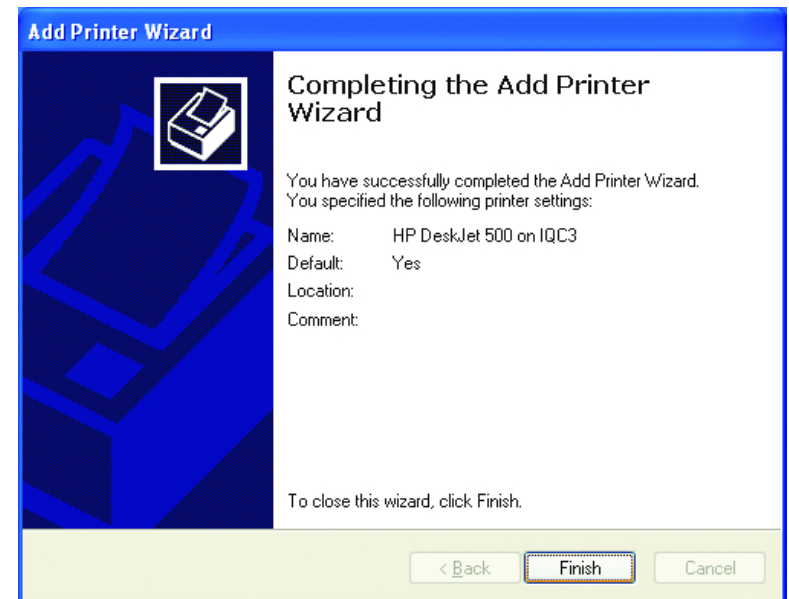 Add Printer Wizard
Completing the Add Printer
Wizard
You have successfully completed the Add Printer Wizard.
You specified the following printer settings:
Name: HP DeskJet 500 on IQC3
Default: Yes
Location:
Comment:
To close this wizard, click Finish.
< Back Finish Cancel